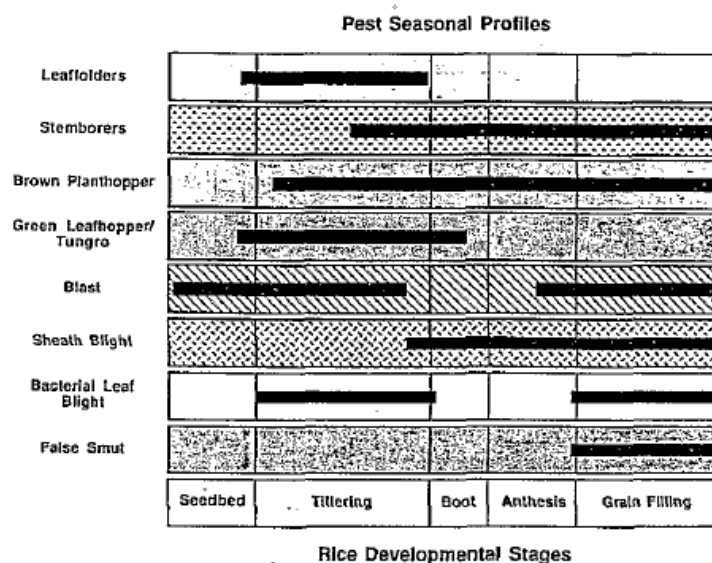 Pest Seasonal Profiles
Leaffolders
Stemborers
Brown Planthopper
Green Leafhopper/
Tungro
Blast
Sheath Blight
Bacterial Leaf
Blight
False Smut
Seedbed
Tillering
Boot
Anthesis
Grain Filling
Rice Developmental Stages